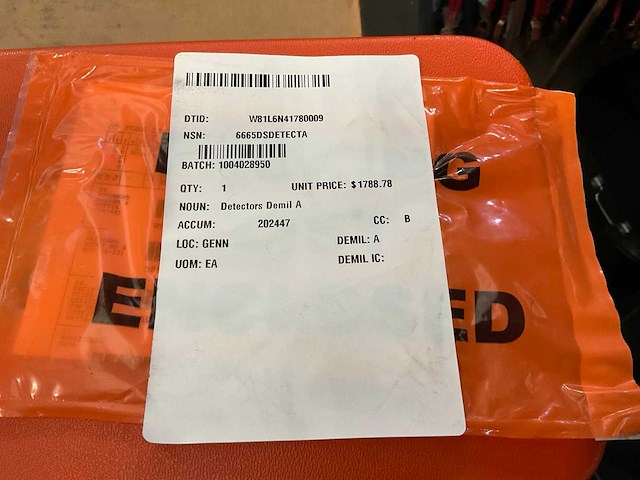 DTID: W81L6N41780009
NSN: 6665DSDETECTA
BATCH: 1004028950
QTY: 1 UNIT PRICE: $1788.78
NOUN: Detectors Demil A
ACCUM: 202447 CC: B
LOC: GENN DEMIL: A
UOM: EA DEMIL IC: